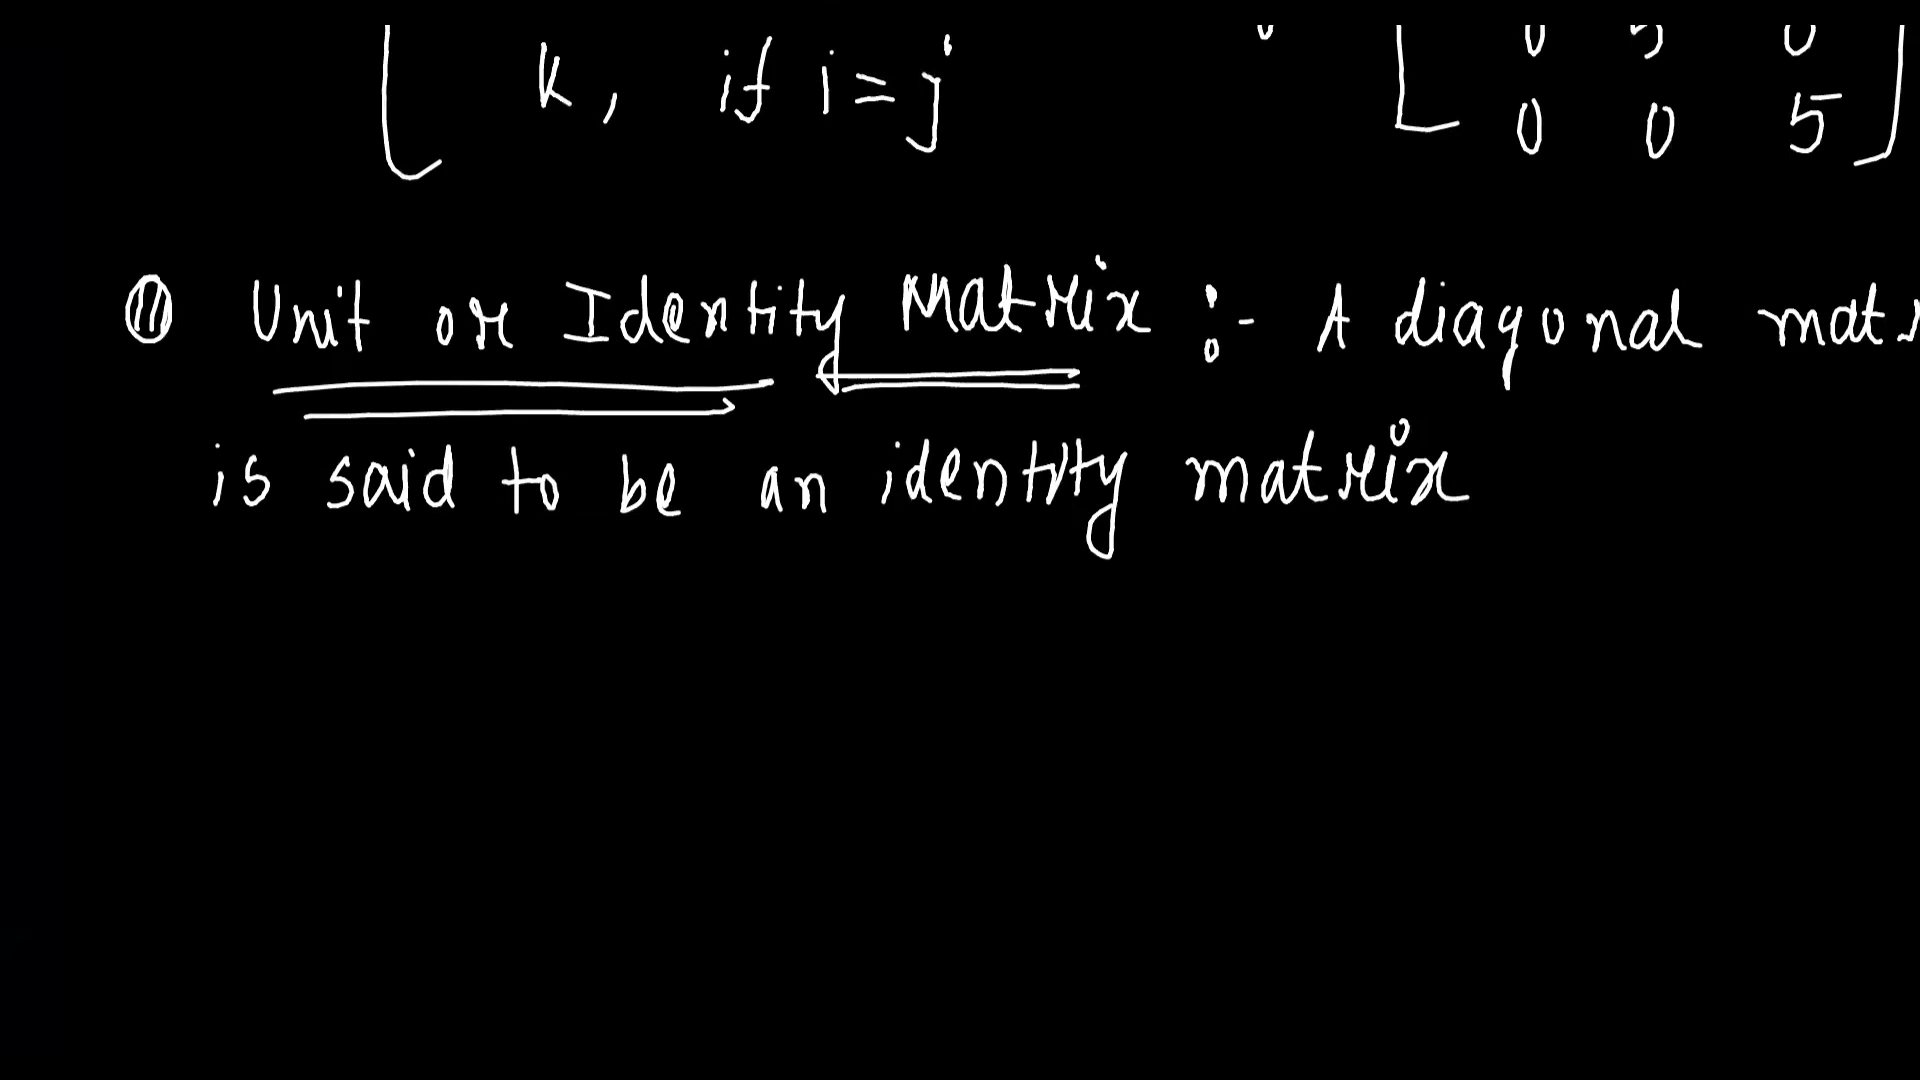 k, if i = j
0 0 5
⑪ Unit or Identity Matrix :- A diagonal
is said to be an identity matrix